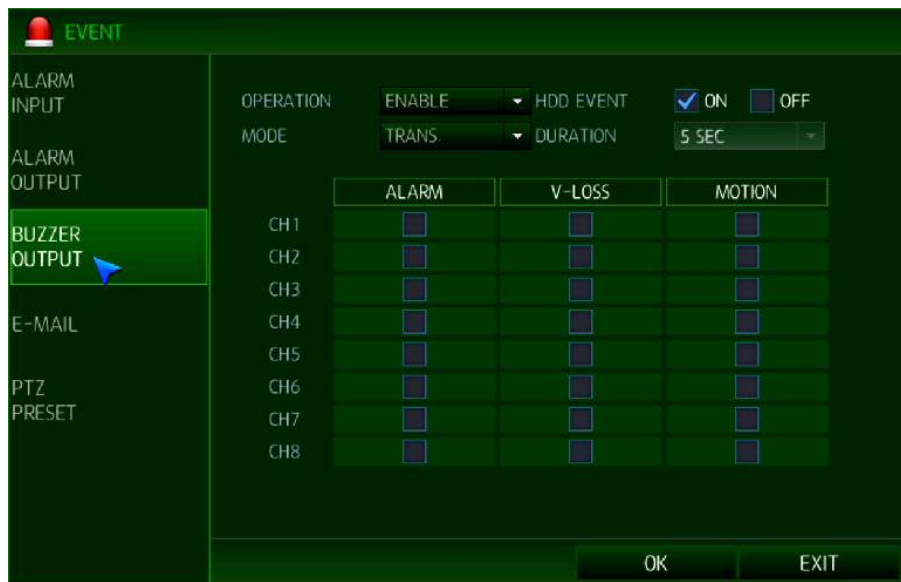 EVENT
ALARM
INPUT
ALARM
OUTPUT
BUZZER
OUTPUT
E-MAIL
PTZ
PRESET
OPERATION ENABLE HDD EVENT ON OFF
MODE TRANS. DURATION 5 SEC
ALARM V-LOSS MOTION
CH1
CH2
CH3
CH4
CH5
CH6
CH7
CH8
OK EXIT